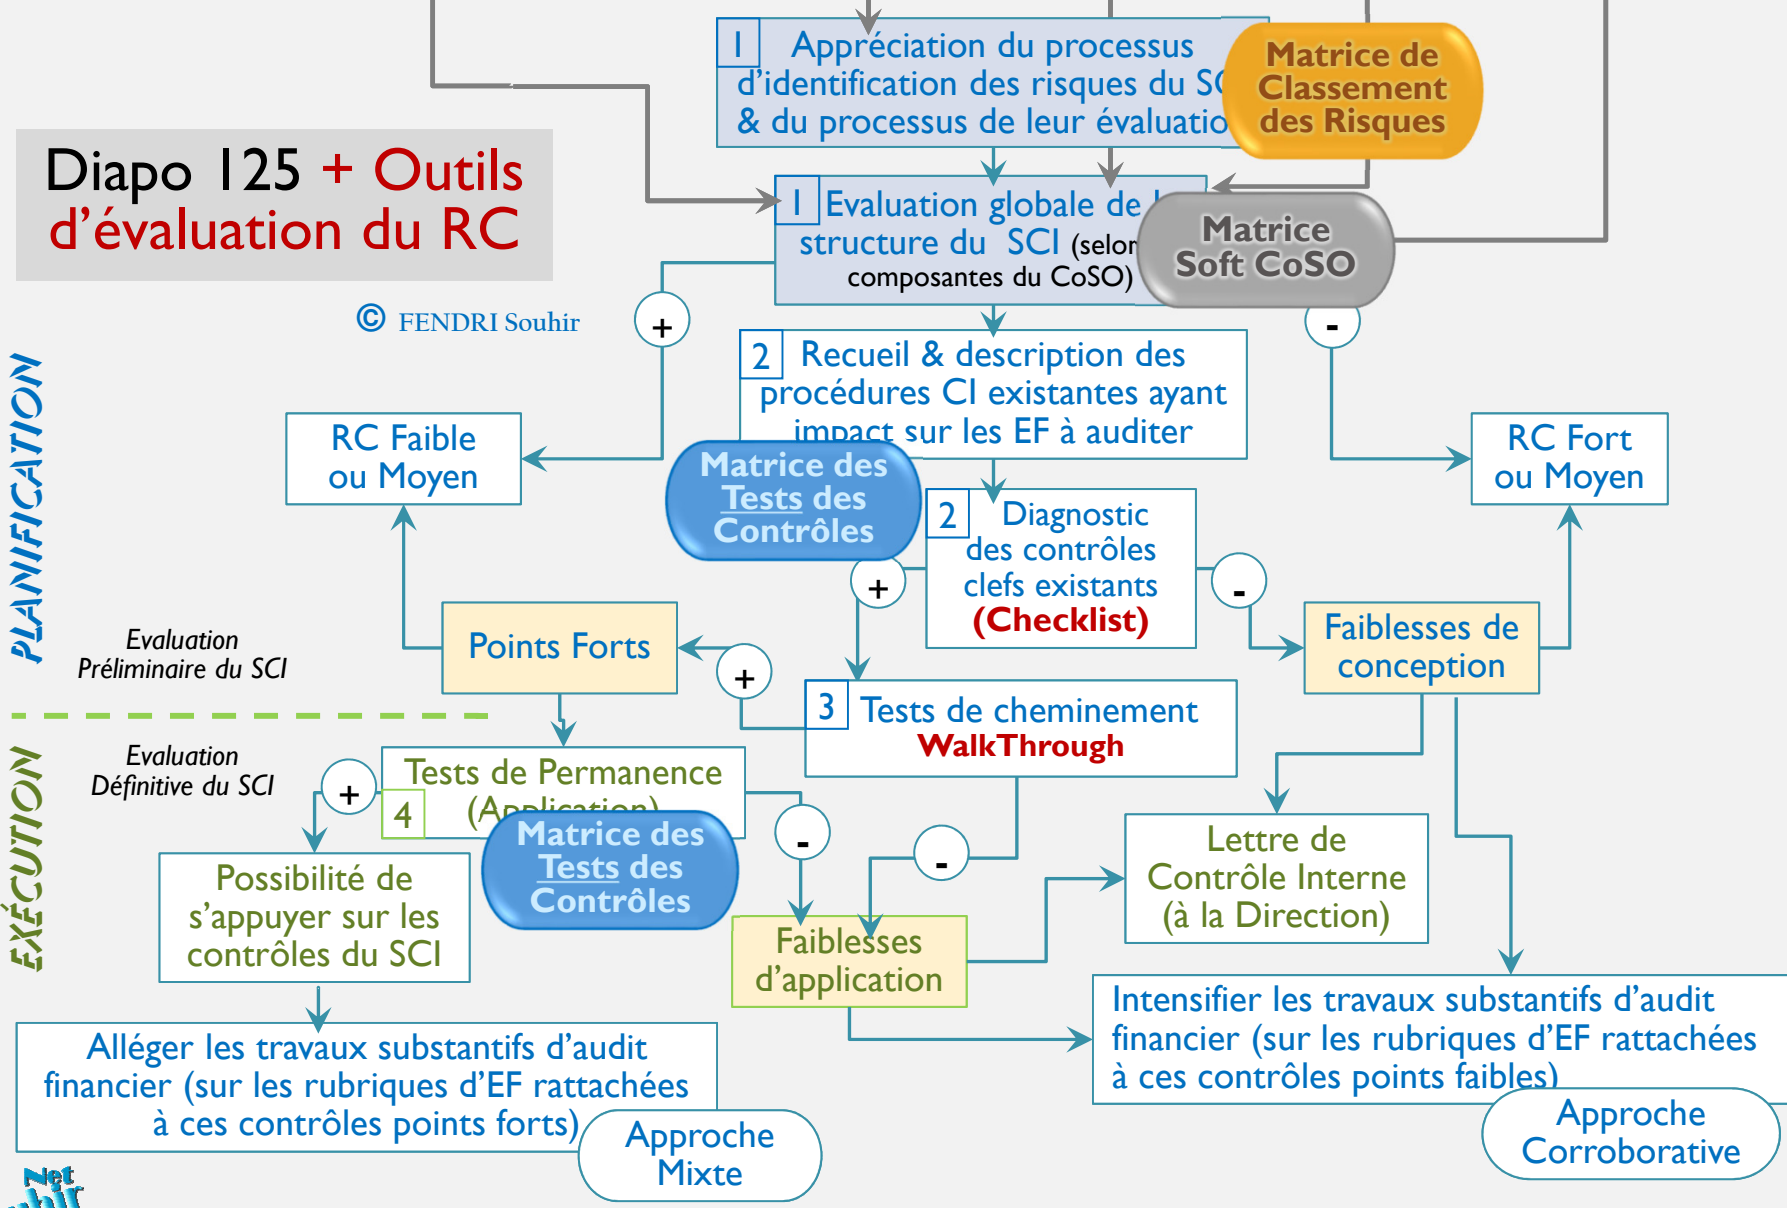 1 Appréciation du processus
d'identification des risques du
& du processus de leur
Matrice de
Classement
des Risques
Diapo 125 + Outils
d'évaluation du RC
1 Evaluation globale de
structure du SCI (selon
composantes du CoSO)
Matrice
Soft CoSO
© FENDRI Souhir
+
-
2 Recueil & description des
procédures CI existantes ayant
impact sur les EF à auditer
PLANIFICATION
RC Faible
ou Moyen
RC Fort
ou Moyen
Matrice des
Tests des
Contrôles
2 Diagnostic
des contrôles
clefs existants
(Checklist)
+
-
Points Forts
Faiblesses de
conception
Evaluation
Préliminaire du SCI
+
3 Tests de cheminement
WalkThrough
Evaluation
Définitive du SCI
EXÉCUTION
+
4 Tests de Permanence
(Application)
Matrice des
Tests des
Contrôles
-
-
Lettre de
Contrôle Interne
(à la Direction)
Possibilité de
s'appuyer sur les
contrôles du SCI
Faiblesses
d'application
Intensifier les travaux substantifs d'audit
financier (sur les rubriques d'EF rattachées
à ces contrôles points faibles)
Approche
Corroborative
Alléger les travaux substantifs d'audit
financier (sur les rubriques d'EF rattachées
à ces contrôles points forts)
Approche
Mixte
Net